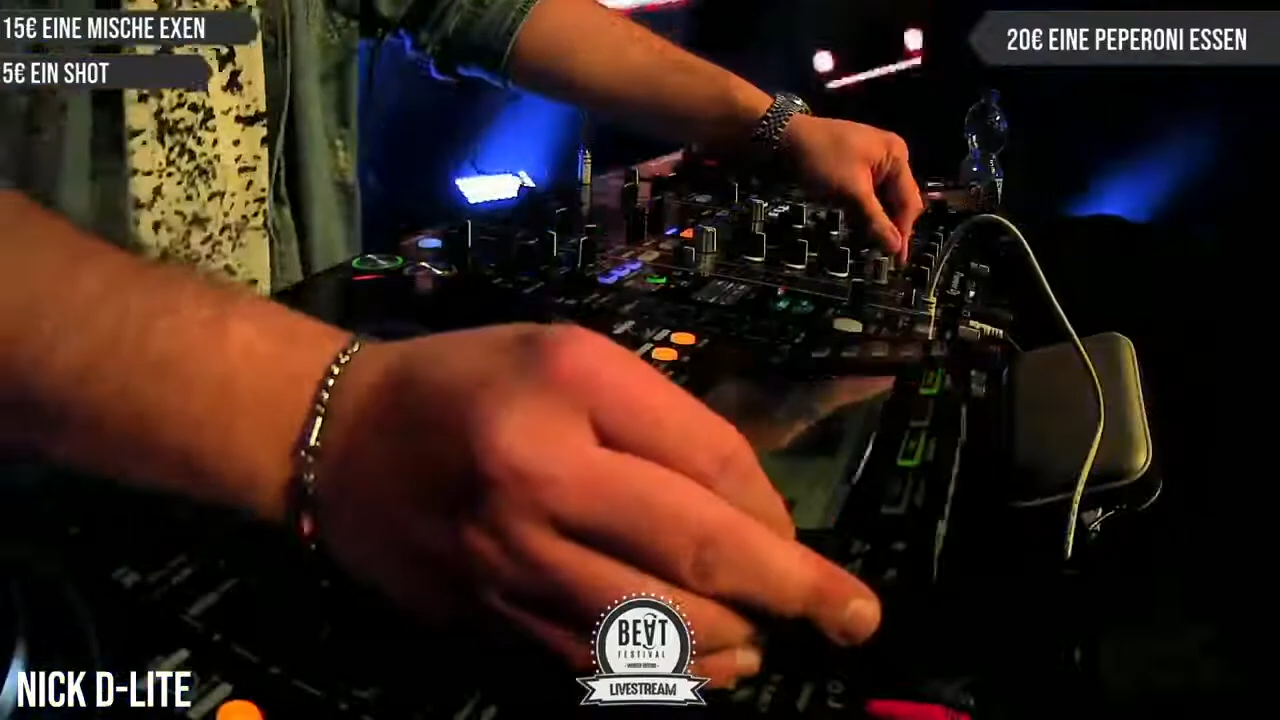 15€ EINE MISCHE EXEN
5€ EIN SHOT
20€ EINE PEPERONI ESSEN
BEAT
FESTIVAL
LIVESTREAM
NICK D-LITE